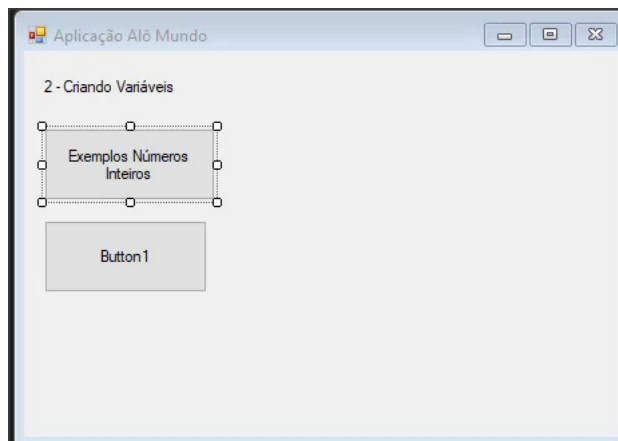 Aplicação Alô Mundo
2 - Criando Variáveis
Exemplos Números
Inteiros
Button1